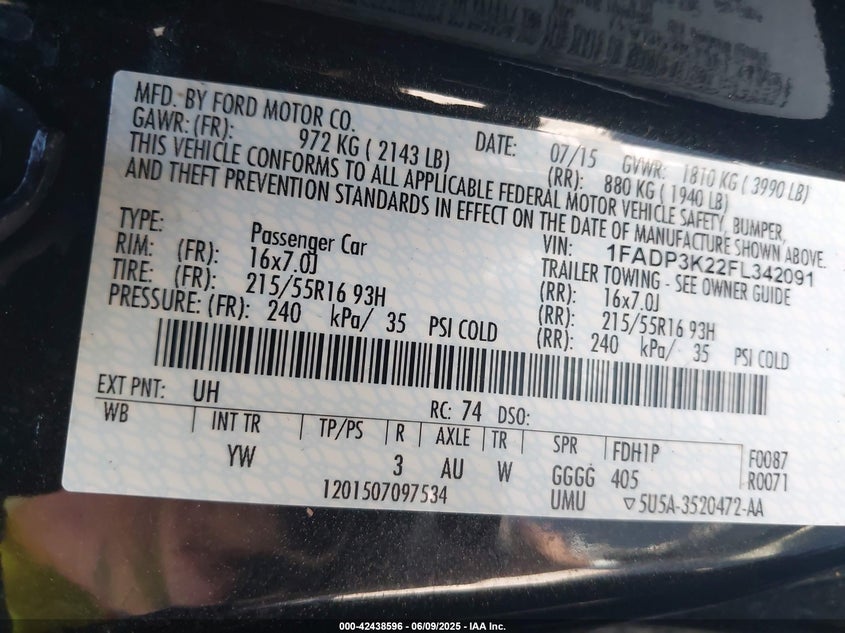 MFD. BY FORD MOTOR CO. DATE: 07/15 GVWR: 1810 KG ( 3990 LB)
GAWR: (FR): 972 KG ( 2143 LB) (RR): 880 KG ( 1940 LB)
THIS VEHICLE CONFORMS TO ALL APPLICABLE FEDERAL MOTOR VEHICLE SAFETY, BUMPER,
AND THEFT PREVENTION STANDARDS IN EFFECT ON THE DATE OF MANUFACTURE SHOWN ABOVE.
VIN: 1FADP3K22FL342091
TYPE: Passenger Car TRAILER TOWING - SEE OWNER GUIDE
RIM: (FR): 16x7.0J (RR): 16x7.0J
TIRE: (FR): 215/55R16 93H (RR): 215/55R16 93H
PRESSURE: (FR): 240 kPa/ 35 PSI COLD (RR): 240 kPa/ 35 PSI COLD
EXT PNT: UH RC: 74 DSO:
WB INT TR TP/PS R AXLE TR SPR FDH1P F0087
YW 3 AU W GGGG 405 R0071
1201507097534 UMU ▽5U5A-3520472-AA
000-42438596 - 06/09/2025 - IAA Inc.